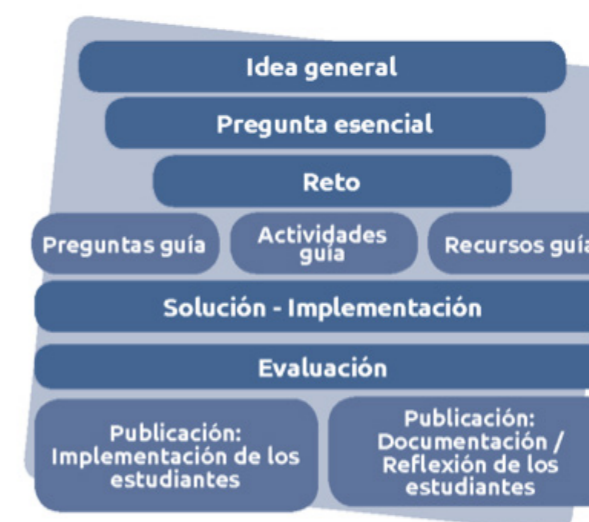 Idea general
Pregunta esencial
Reto
Preguntas guía
Actividades
guía
Recursos guía
Solución - Implementación
Evaluación
Publicación:
Implementación de los
estudiantes
Publicación:
Documentación /
Reflexión de los
estudiantes